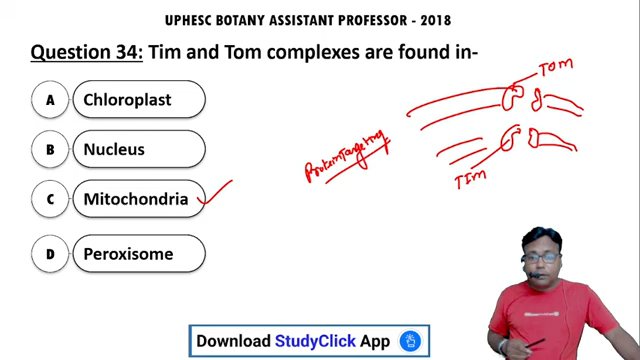 UPHESC BOTANY ASSISTANT PROFESSOR - 2018
Question 34: Tim and Tom complexes are found in-
TOM
A Chloroplast
B Nucleus
Protein Targeting
C Mitochondria
TIM
D Peroxisome
Download StudyClick App